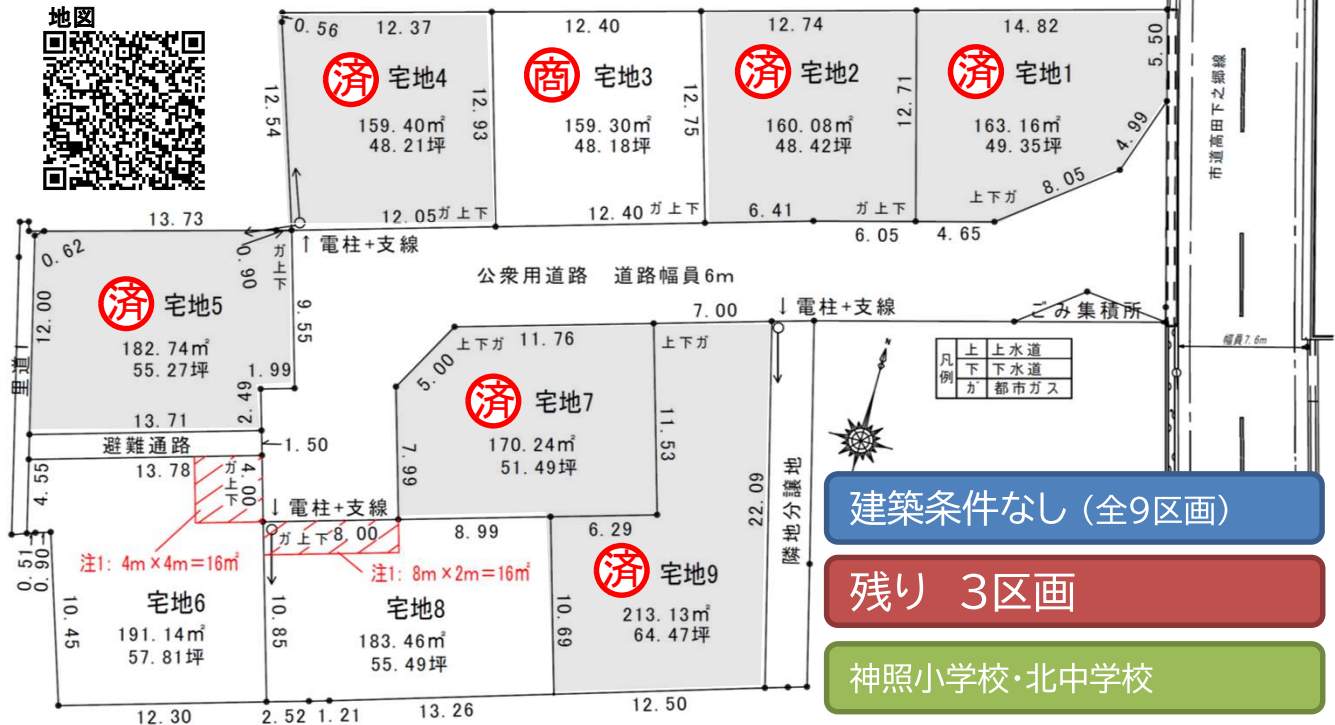 地図
0.56
12.37
12.40
12.74
14.82
5.50
済 宅地4
159.40㎡
48.21坪
12.54
12.93
12.05
ガ上下
商 宅地3
159.30㎡
48.18坪
12.75
12.40
ガ上下
済 宅地2
160.08㎡
48.42坪
12.71
6.41
ガ上下
6.05
済 宅地1
163.16㎡
49.35坪
4.99
8.05
上下ガ
4.65
市道高田下之郷線
幅員7.6m
13.73
0.62
0.90
ガ上下
↑電柱+支線
公衆用道路 道路幅員6m
済 宅地5
182.74㎡
55.27坪
12.00
9.55
1.99
2.49
13.71
里道
避難通路
1.50
7.00
↓電柱+支線
ごみ集積所
上下ガ
11.76
上下ガ
5.00
済 宅地7
170.24㎡
51.49坪
7.99
11.53
凡例
上 上水道
下 下水道
ガ 都市ガス
N
4.55
13.78
ガ上下
4.00
↓電柱+支線
ガ上下
8.00
8.99
6.29
22.09
隣地分譲地
注1: 4m×4m=16㎡
注1: 8m×2m=16㎡
0.51
0.90
10.45
宅地6
191.14㎡
57.81坪
10.85
宅地8
183.46㎡
55.49坪
10.69
済 宅地9
213.13㎡
64.47坪
12.30
2.52
1.21
13.26
12.50
建築条件なし（全9区画）
残り 3区画
神照小学校・北中学校